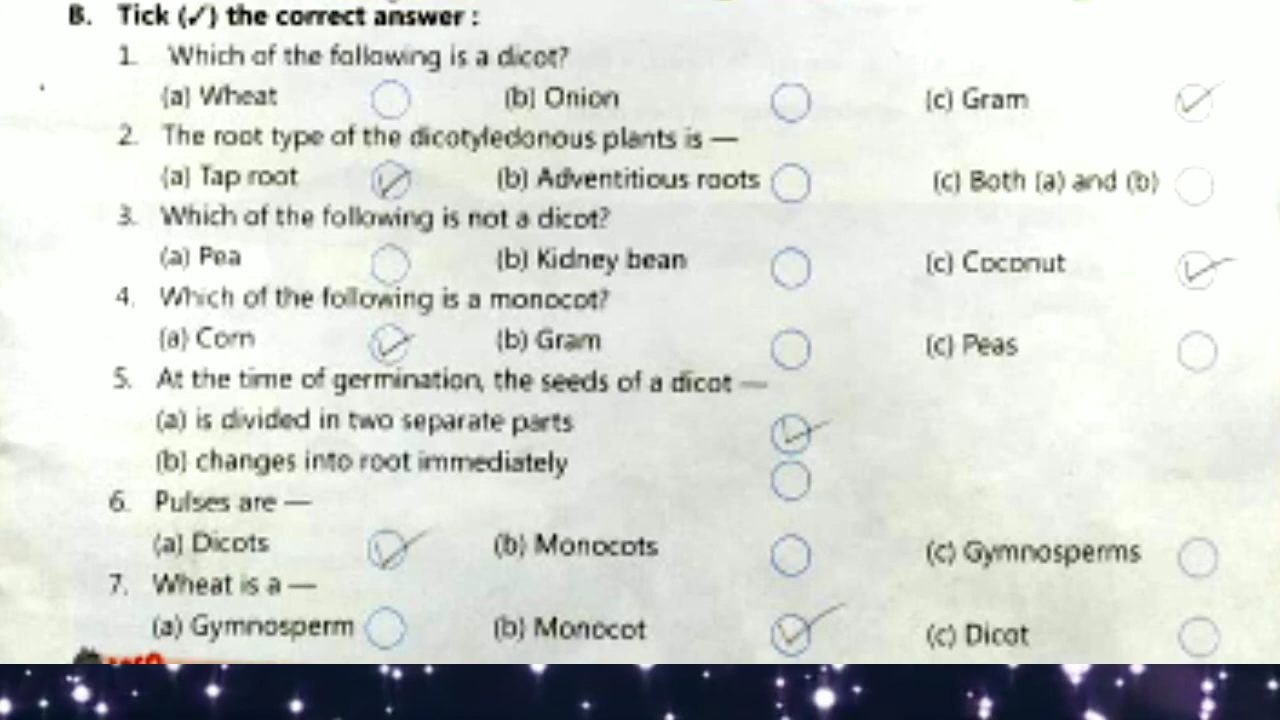 B. Tick (✓) the correct answer :
1. Which of the following is a dicot?
(a) Wheat (b) Onion (c) Gram
2. The root type of the dicotyledonous plants is —
(a) Tap root (b) Adventitious roots (c) Both (a) and (b)
3. Which of the following is not a dicot?
(a) Pea (b) Kidney bean (c) Coconut
4. Which of the following is a monocot?
(a) Corn (b) Gram (c) Peas
5. At the time of germination, the seeds of a dicot —
(a) is divided in two separate parts
(b) changes into root immediately
6. Pulses are —
(a) Dicots (b) Monocots (c) Gymnosperms
7. Wheat is a —
(a) Gymnosperm (b) Monocot (c) Dicot